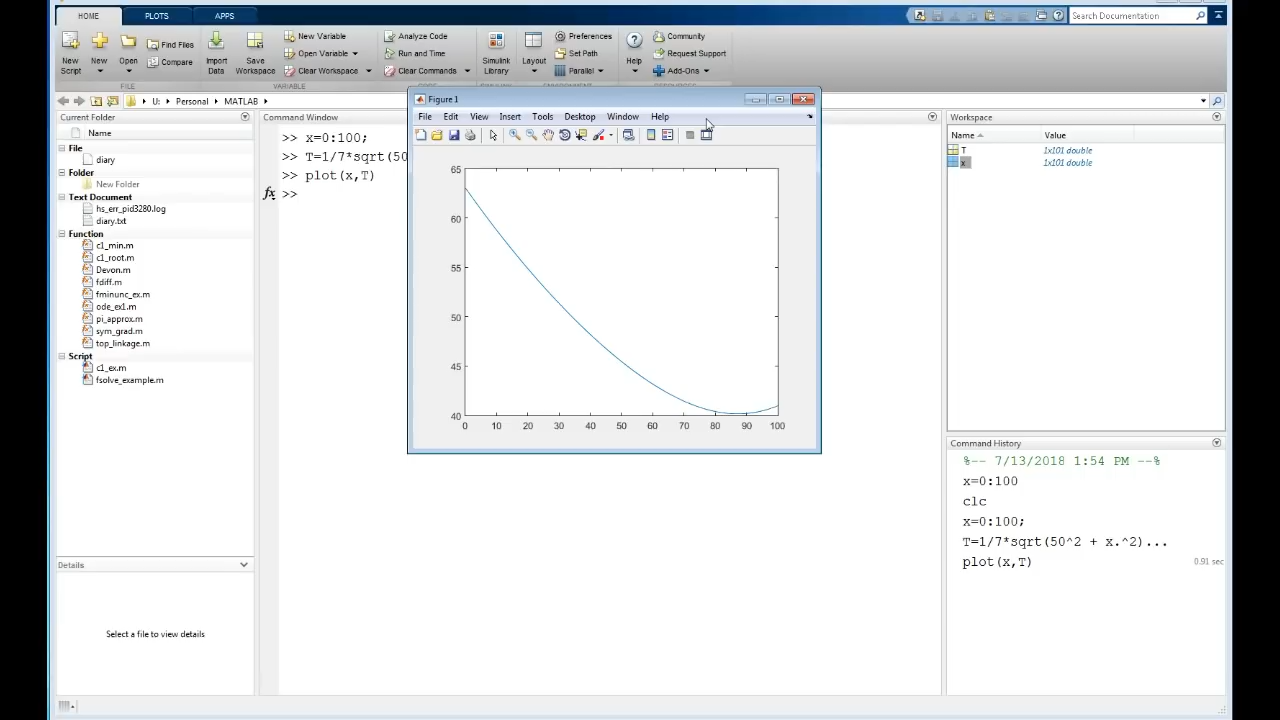 HOME PLOTS APPS
Search Documentation
New Script
New
Open
Find Files
Compare
Import Data
Save Workspace
New Variable
Open Variable
Clear Workspace
Analyze Code
Run and Time
Clear Commands
Simulink Library
Layout
Preferences
Set Path
Parallel
Help
Community
Request Support
Add-Ons
FILE VARIABLE
U: Personal MATLAB
Current Folder
Name
File
diary
Folder
New Folder
Text Document
hs_err_pid3280.log
diary.txt
Function
c1_min.m
c1_root.m
Devon.m
fdiff.m
fminunc_ex.m
ode_ex1.m
pi_approx.m
sym_grad.m
top_linkage.m
Script
c1_ex.m
fsolve_example.m
Details
Select a file to view details
Command Window
>> x=0:100;
>> T=1/7*sqrt(50
>> plot(x,T)
fx >>
Figure 1
File Edit View Insert Tools Desktop Window Help
65
60
55
50
45
40
0 10 20 30 40 50 60 70 80 90 100
Workspace
Name Value
T 1x101 double
x 1x101 double
Command History
%-- 7/13/2018 1:54 PM --%
x=0:100
clc
x=0:100;
T=1/7*sqrt(50^2 + x.^2)...
plot(x,T) 0.91 sec